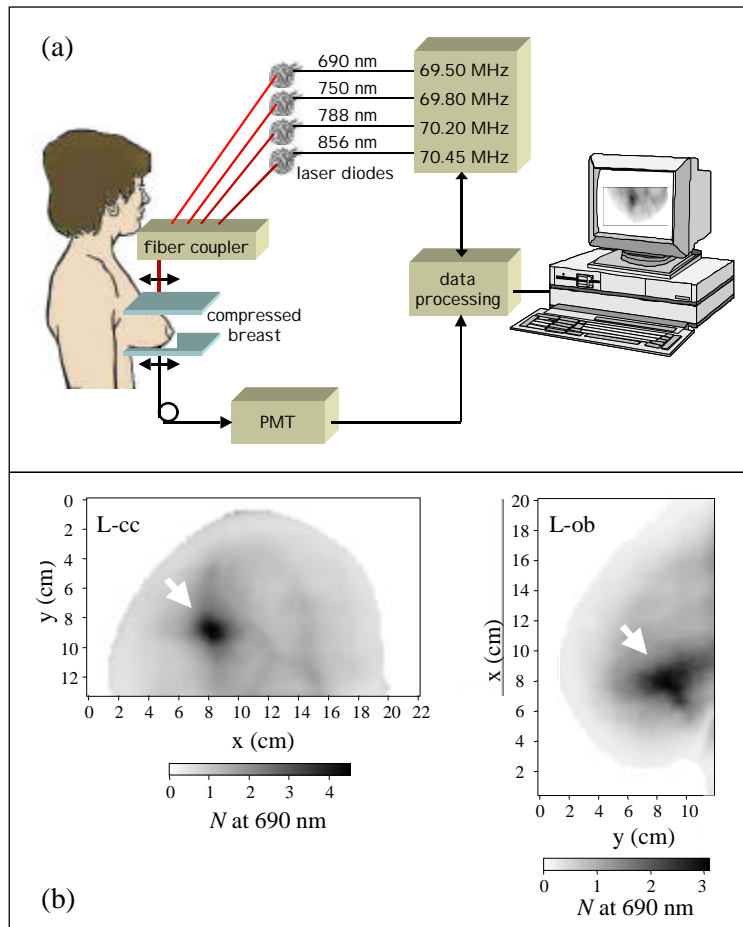 (a)
690 nm
750 nm
788 nm
856 nm
69.50 MHz
69.80 MHz
70.20 MHz
70.45 MHz
laser diodes
fiber coupler
data
processing
compressed
breast
PMT
L-cc
0
2
4
6
8
10
12
y (cm)
0 2 4 6 8 10 12 14 16 18 20 22
x (cm)
0 1 2 3 4
N at 690 nm
L-ob
20
18
16
14
12
10
8
6
4
2
x (cm)
0 2 4 6 8 10
y (cm)
0 1 2 3
N at 690 nm
(b)